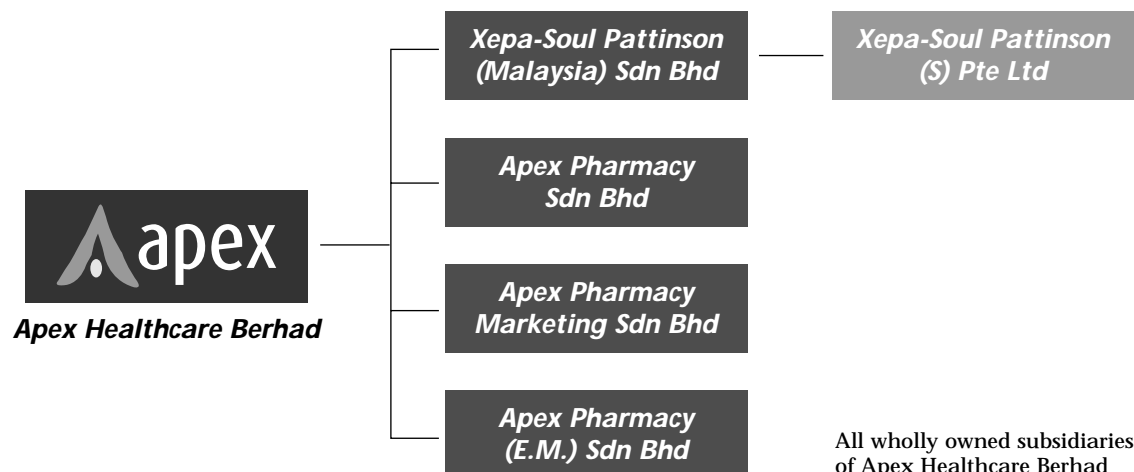 Xepa-Soul Pattinson
(Malaysia) Sdn Bhd
Xepa-Soul Pattinson
(S) Pte Ltd
Apex Pharmacy
Sdn Bhd
apex
Apex Healthcare Berhad
Apex Pharmacy
Marketing Sdn Bhd
Apex Pharmacy
(E.M.) Sdn Bhd
All wholly owned subsidiaries
of Apex Healthcare Berhad